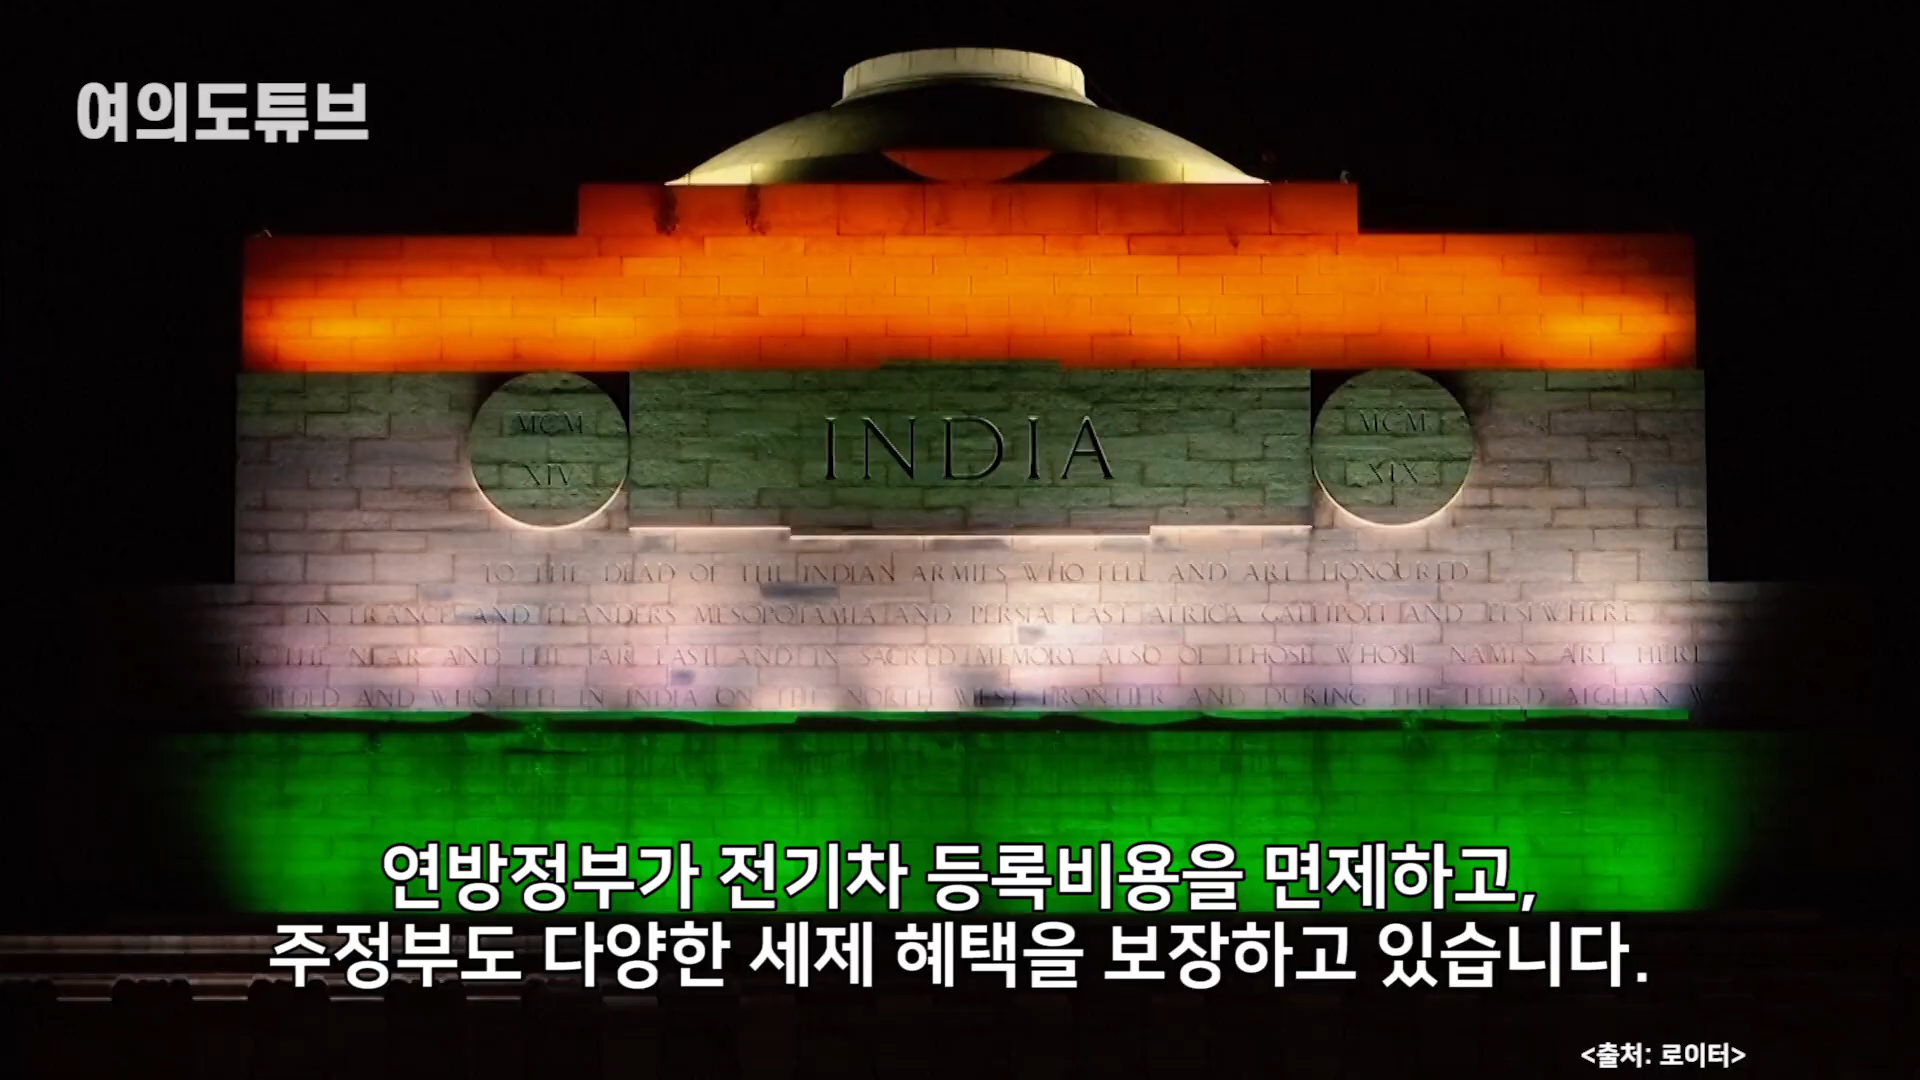 여의도튜브
INDIA
MCM
XIV
MCM
XIX
TO THE DEAD OF THE INDIAN ARMIES WHO FELL AND ARE HONOURED
IN FRANCE AND FLANDERS MESOPOTAMIA AND PERSIA EAST AFRICA GALLIPOLI AND ELSEWHERE
IN THE NEAR AND THE FAR EAST AND IN SACRED MEMORY ALSO OF THOSE WHOSE NAMES ARE HERE
AND WHO FELL IN INDIA ON THE NORTH WEST FRONTIER AND DURING THE THIRD AFGHAN
연방정부가 전기차 등록비용을 면제하고,
주정부도 다양한 세제 혜택을 보장하고 있습니다.
<출처: 로이터>